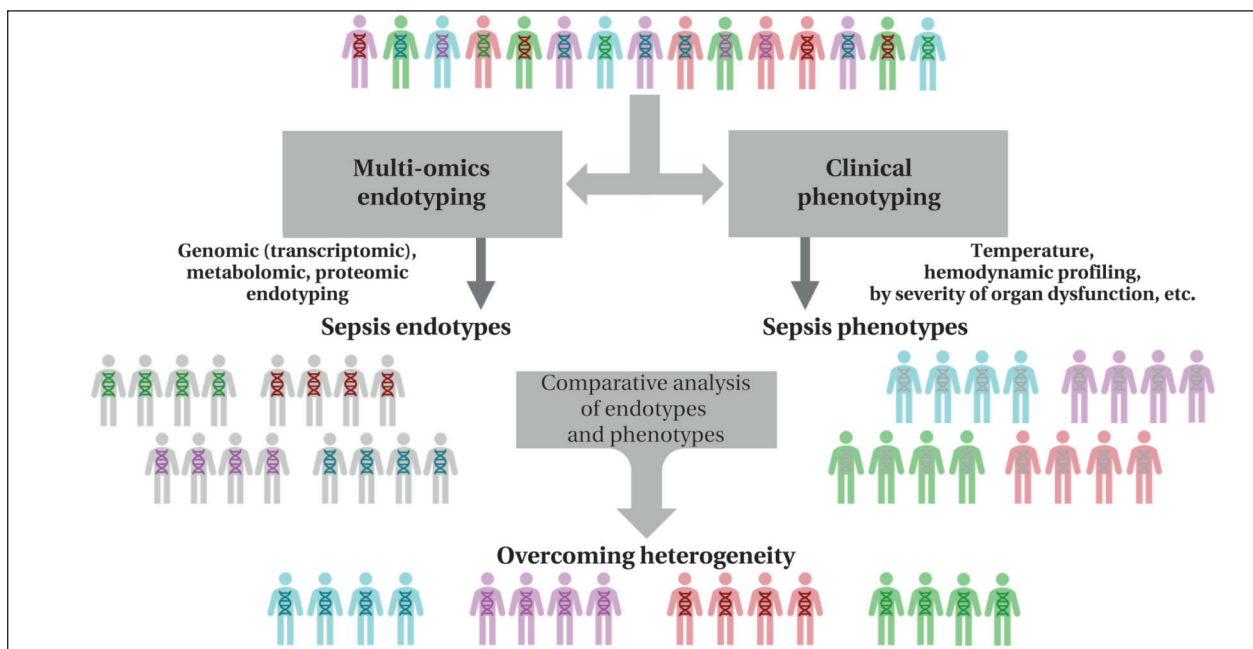 Multi-omics
endotyping
Clinical
phenotyping
Genomic (transcriptomic),
metabolomic, proteomic
endotyping
Temperature,
hemodynamic profiling,
by severity of organ dysfunction, etc.
Sepsis endotypes
Sepsis phenotypes
Comparative analysis
of endotypes
and phenotypes
Overcoming heterogeneity